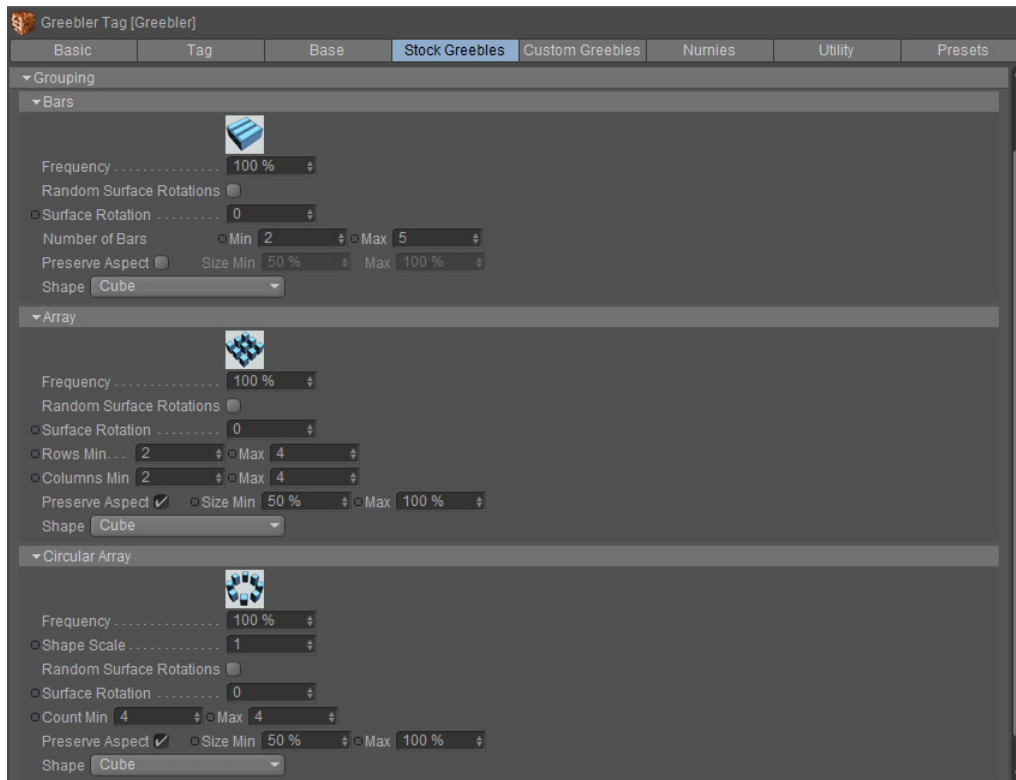 Greebler Tag [Greebler]
Basic Tag Base Stock Greebles Custom Greebles Nurnies Utility Presets
Grouping
Bars
Frequency . . . . . . . . . . . . . . . 100 %
Random Surface Rotations
Surface Rotation . . . . . . . . . 0
Number of Bars Min 2 Max 5
Preserve Aspect Size Min 50 % Max 100 %
Shape Cube
Array
Frequency . . . . . . . . . . . . . . . 100 %
Random Surface Rotations
Surface Rotation . . . . . . . . . 0
Rows Min. . . 2 Max 4
Columns Min 2 Max 4
Preserve Aspect Size Min 50 % Max 100 %
Shape Cube
Circular Array
Frequency . . . . . . . . . . . . . . . 100 %
Shape Scale . . . . . . . . . . . . . 1
Random Surface Rotations
Surface Rotation . . . . . . . . . 0
Count Min 4 Max 4
Preserve Aspect Size Min 50 % Max 100 %
Shape Cube